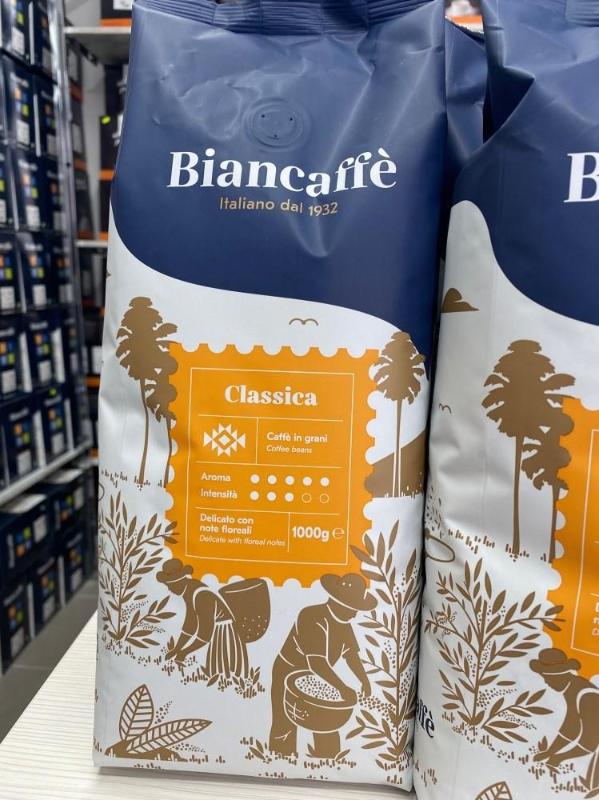 Biancaffè
Italiano dal 1932
Classica
Caffè in grani
Coffee beans
Aroma
Intensità
Delicato con
note floreali
Delicate with floreal notes
1000g ℮
B
ffè